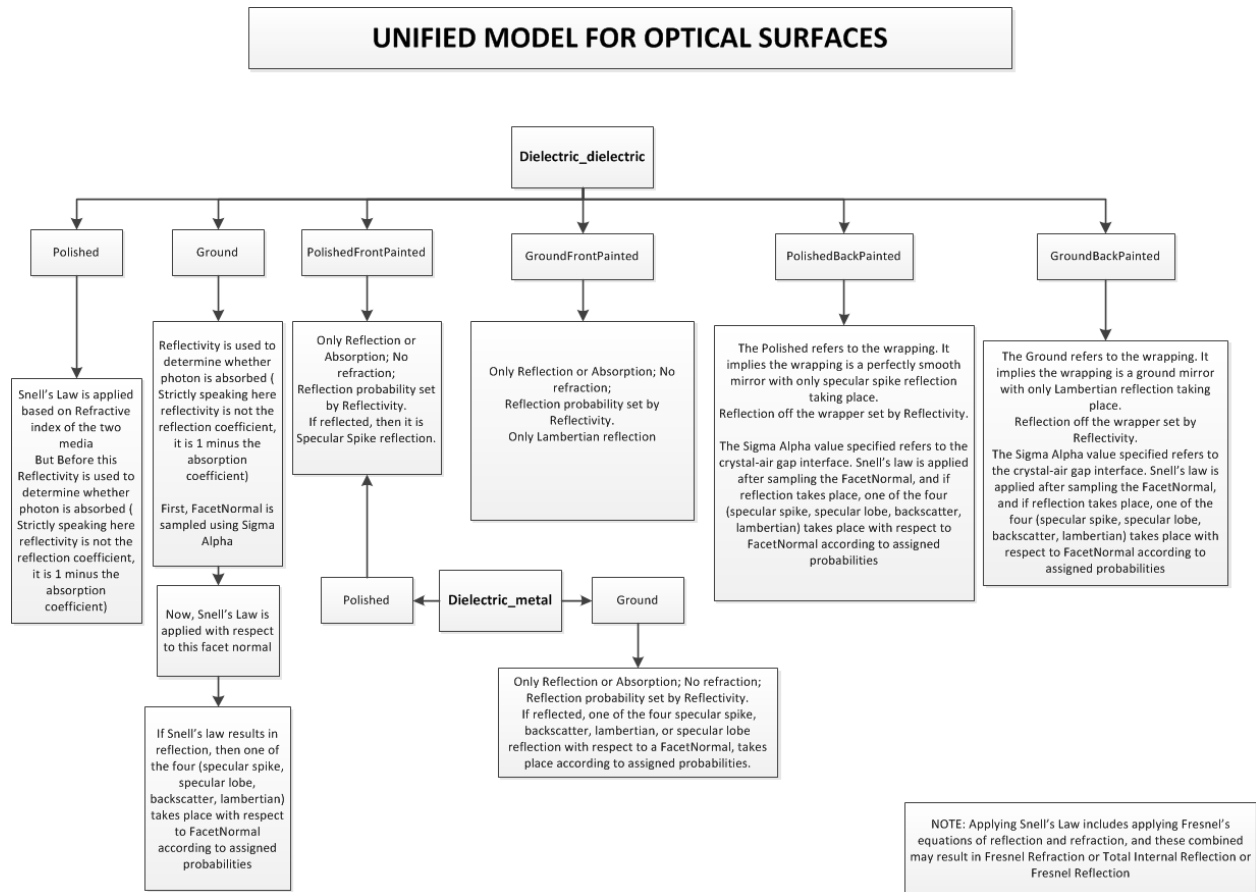 UNIFIED MODEL FOR OPTICAL SURFACES
Dielectric_dielectric
Polished
Ground
PolishedFrontPainted
GroundFrontPainted
PolishedBackPainted
GroundBackPainted
Snell's Law is applied
based on Refractive
index of the two
media
But Before this
Reflectivity is used to
determine whether
photon is absorbed (
Strictly speaking here
reflectivity is not the
reflection coefficient,
it is 1 minus the
absorption
coefficient)
Reflectivity is used to
determine whether
photon is absorbed (
Strictly speaking here
reflectivity is not the
reflection coefficient,
it is 1 minus the
absorption
coefficient)
First, FacetNormal is
sampled using Sigma
Alpha
Now, Snell's Law is
applied with respect
to this facet normal
If Snell's law results in
reflection, then one of
the four (specular spike,
specular lobe,
backscatter, lambertian)
takes place with respect
to FacetNormal
according to assigned
probabilities
Only Reflection or
Absorption; No
refraction;
Reflection probability set
by Reflectivity.
If reflected, then it is
Specular Spike reflection.
Only Reflection or Absorption; No
refraction;
Reflection probability set by
Reflectivity.
Only Lambertian reflection
The Polished refers to the wrapping. It
implies the wrapping is a perfectly smooth
mirror with only specular spike reflection
taking place.
Reflection off the wrapper set by Reflectivity.
The Sigma Alpha value specified refers to the
crystal-air gap interface. Snell's law is applied
after sampling the FacetNormal, and if
reflection takes place, one of the four
(specular spike, specular lobe, backscatter,
lambertian) takes place with respect to
FacetNormal according to assigned
probabilities
The Ground refers to the wrapping. It
implies the wrapping is a ground mirror
with only Lambertian reflection taking
place.
Reflection off the wrapper set by
Reflectivity.
The Sigma Alpha value specified refers to
the crystal-air gap interface. Snell's law is
applied after sampling the FacetNormal,
and if reflection takes place, one of the
four (specular spike, specular lobe,
backscatter, lambertian) takes place with
respect to FacetNormal according to
assigned probabilities
Polished
Dielectric_metal
Ground
Only Reflection or Absorption; No refraction;
Reflection probability set by Reflectivity.
If reflected, one of the four specular spike,
backscatter, lambertian, or specular lobe
reflection with respect to a FacetNormal, takes
place according to assigned probabilities.
NOTE: Applying Snell's Law includes applying Fresnel's
equations of reflection and refraction, and these combined
may result in Fresnel Refraction or Total Internal Reflection or
Fresnel Reflection